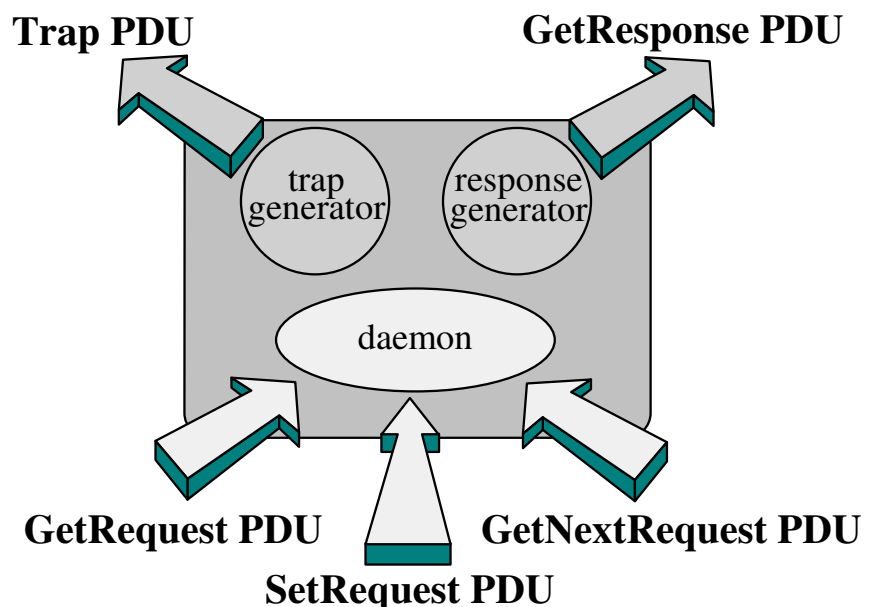 Trap PDU
GetResponse PDU
trap
generator
response
generator
daemon
GetRequest PDU
GetNextRequest PDU
SetRequest PDU